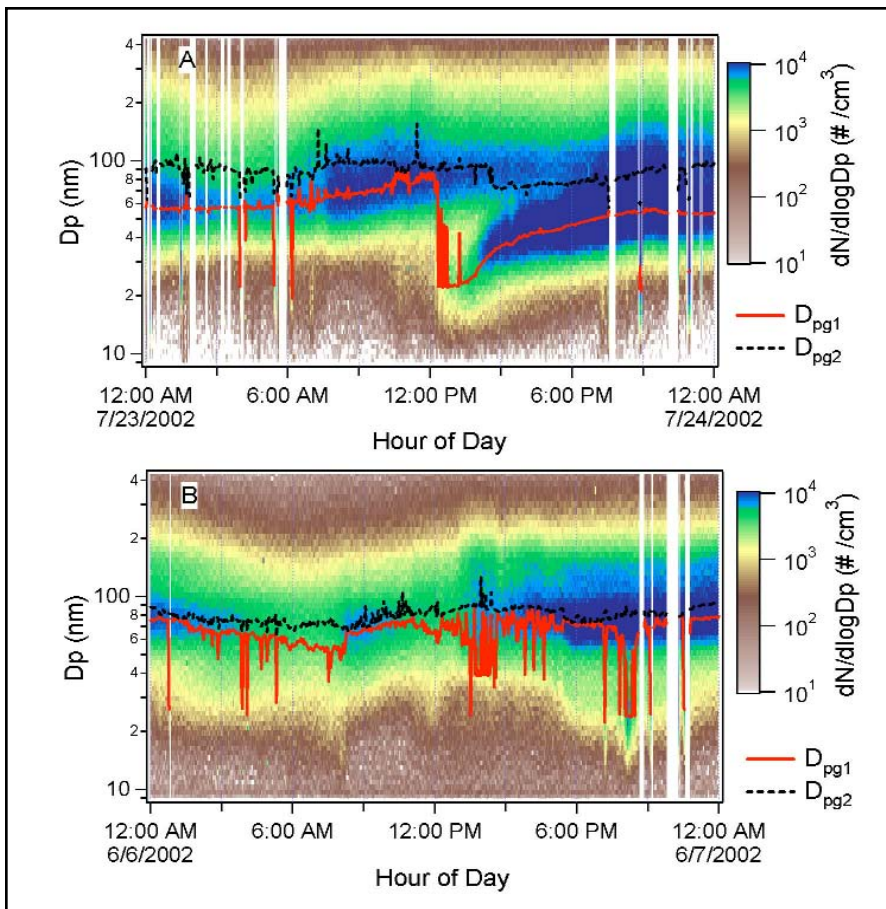 A
4
2
100
8
6
4
2
10
Dp (nm)
12:00 AM
7/23/2002
6:00 AM
12:00 PM
6:00 PM
12:00 AM
7/24/2002
Hour of Day
10^4
10^3
10^2
10^1
dN/dlogDp (# /cm^3)
D_pg1
D_pg2
B
4
2
100
8
6
4
2
10
Dp (nm)
12:00 AM
6/6/2002
6:00 AM
12:00 PM
6:00 PM
12:00 AM
6/7/2002
Hour of Day
10^4
10^3
10^2
10^1
dN/dlogDp (# /cm^3)
D_pg1
D_pg2